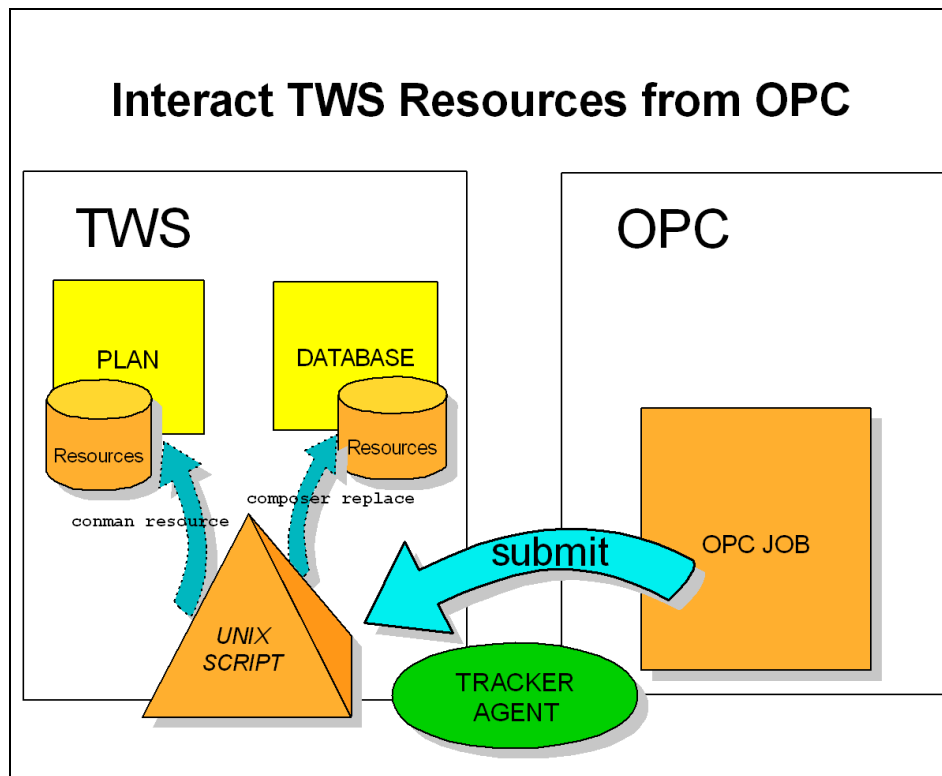 Interact TWS Resources from OPC
TWS
OPC
PLAN
DATABASE
Resources
Resources
conman resource
composer replace
submit
OPC JOB
UNIX
SCRIPT
TRACKER
AGENT